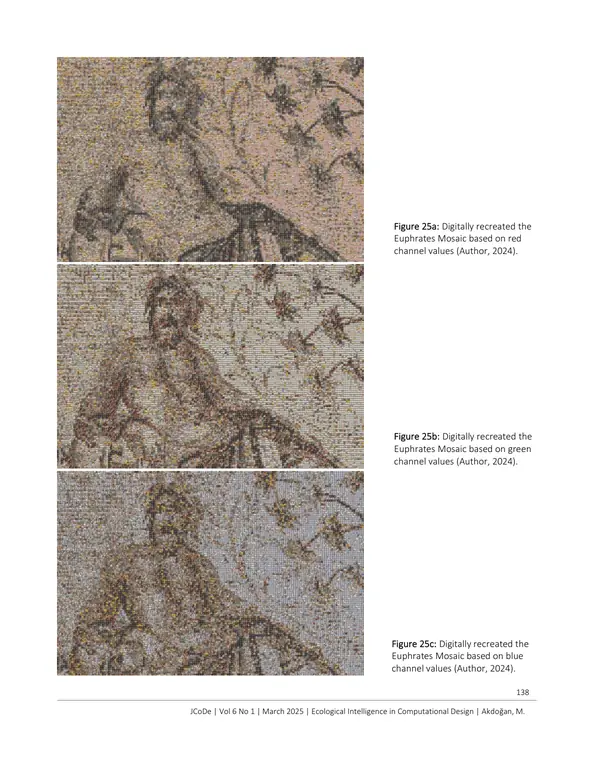 Figure 25a: Digitally recreated the
Euphrates Mosaic based on red
channel values (Author, 2024).
Figure 25b: Digitally recreated the
Euphrates Mosaic based on green
channel values (Author, 2024).
Figure 25c: Digitally recreated the
Euphrates Mosaic based on blue
channel values (Author, 2024).
138
JCoDe | Vol 6 No 1 | March 2025 | Ecological Intelligence in Computational Design | Akdoğan, M.